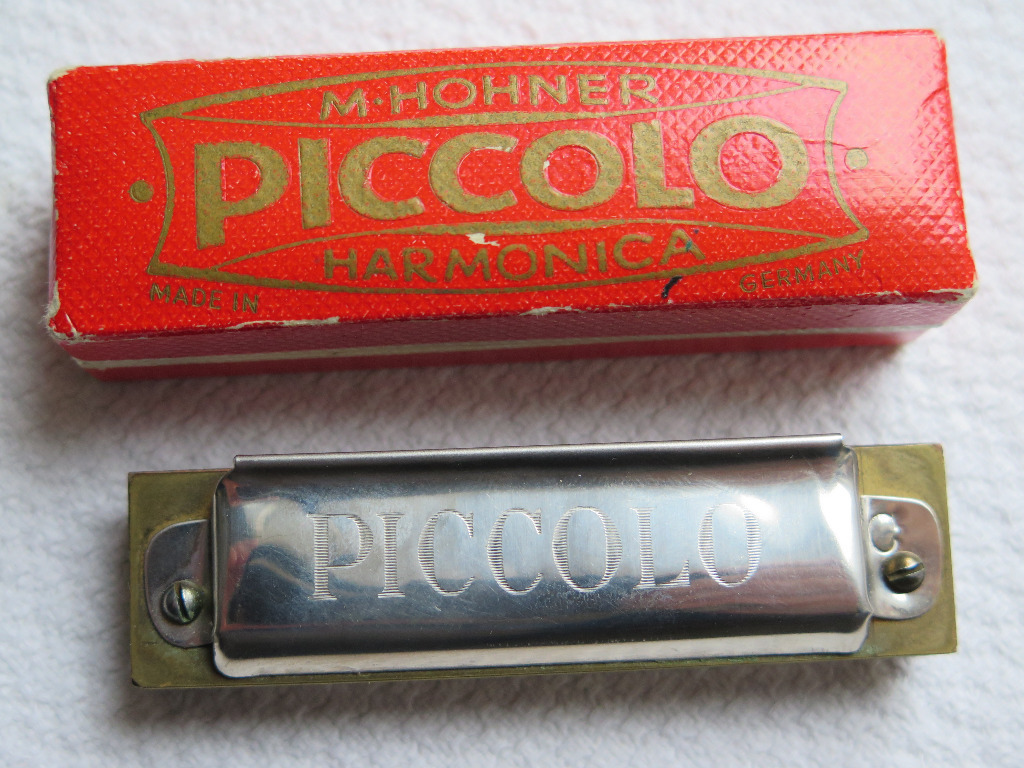 M·HOHNER
PICCOLO
HARMONICA
MADE IN GERMANY
PICCOLO